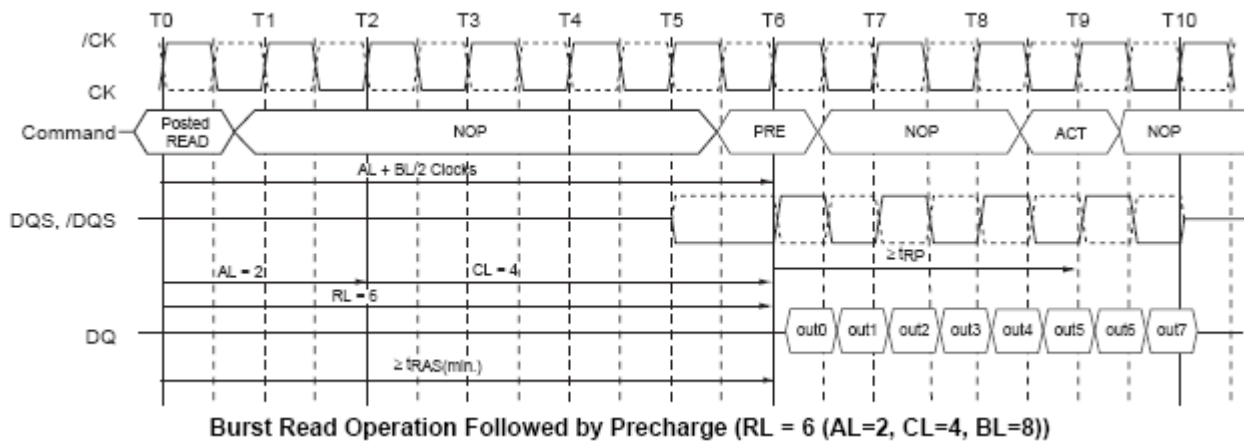 T0 T1 T2 T3 T4 T5 T6 T7 T8 T9 T10
/CK
CK
Command Posted READ NOP PRE NOP ACT NOP
AL + BL/2 Clocks
DQS, /DQS
≥ tRP
AL = 2 CL = 4
RL = 6
DQ out0 out1 out2 out3 out4 out5 out6 out7
≥ tRAS(min.)
Burst Read Operation Followed by Precharge (RL = 6 (AL=2, CL=4, BL=8))